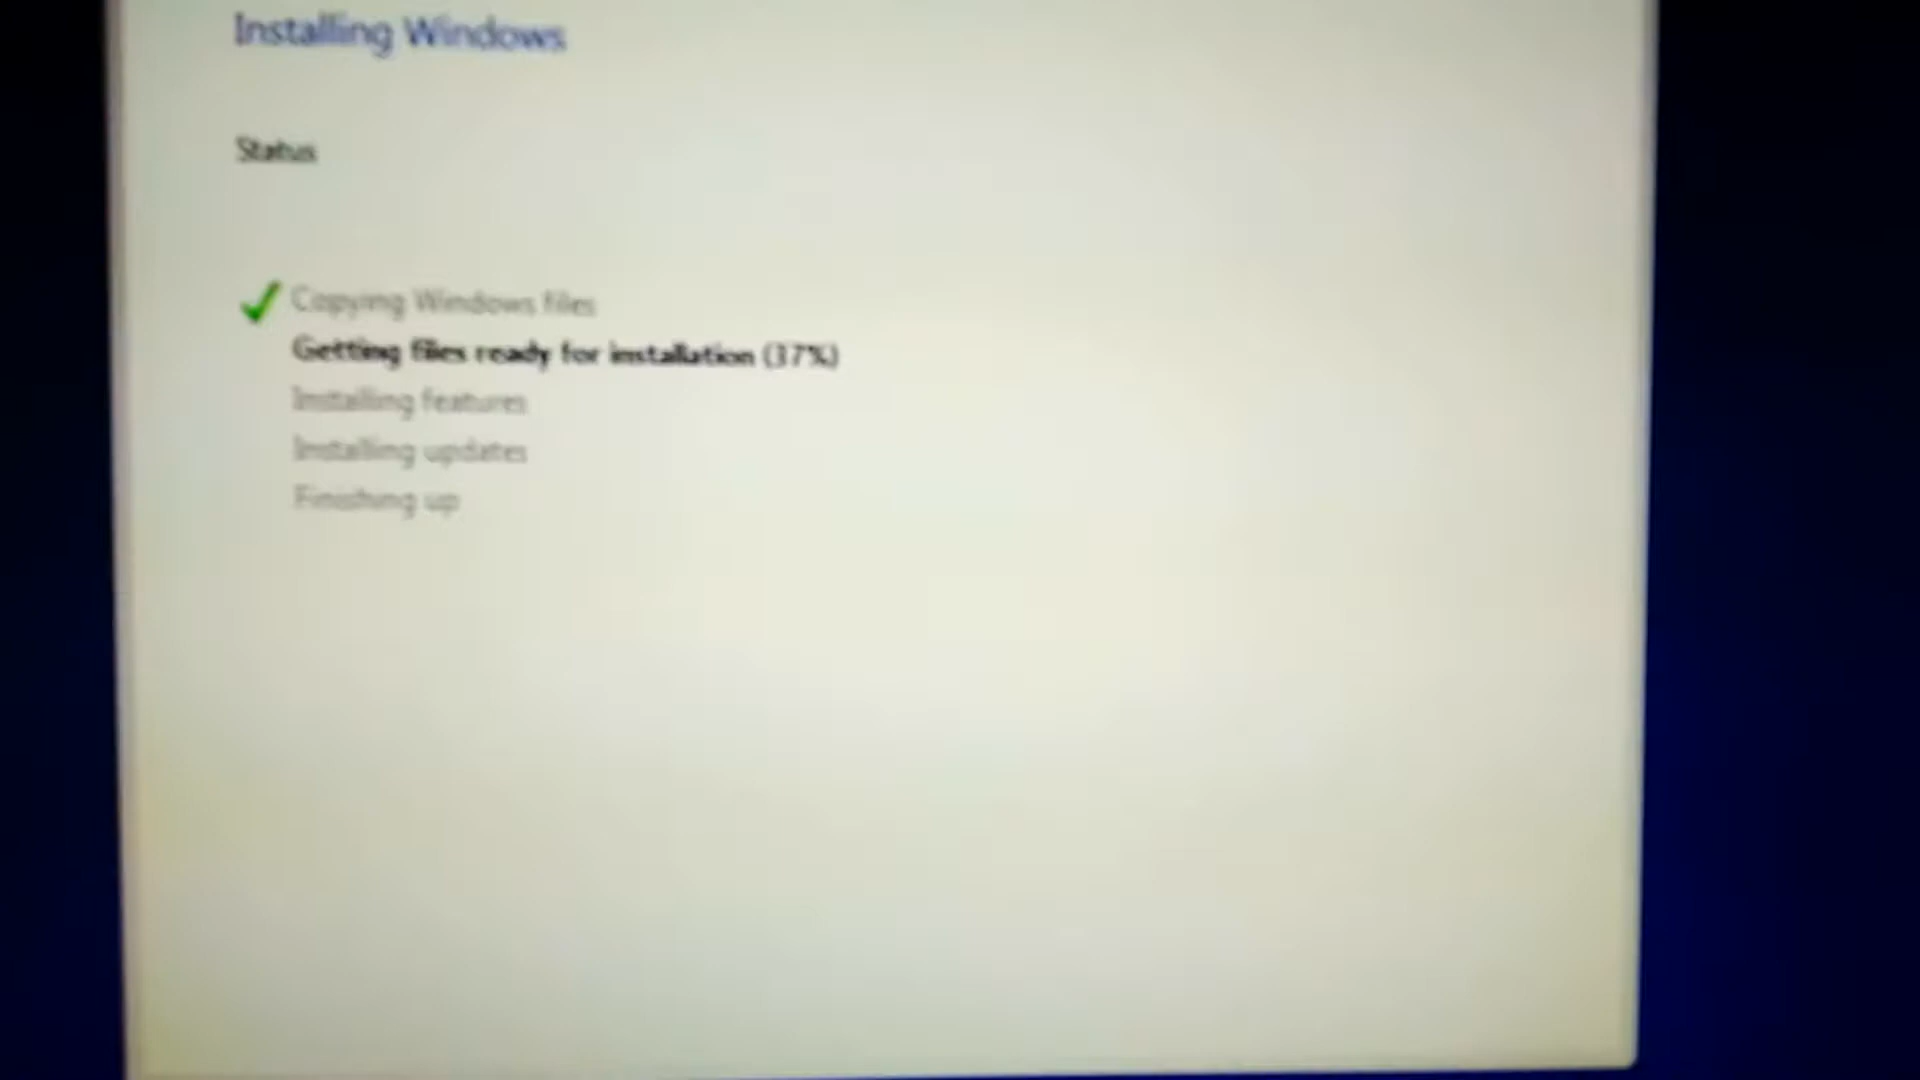 Installing Windows
Status
Copying Windows files
Getting files ready for installation (37%)
Installing features
Installing updates
Finishing up